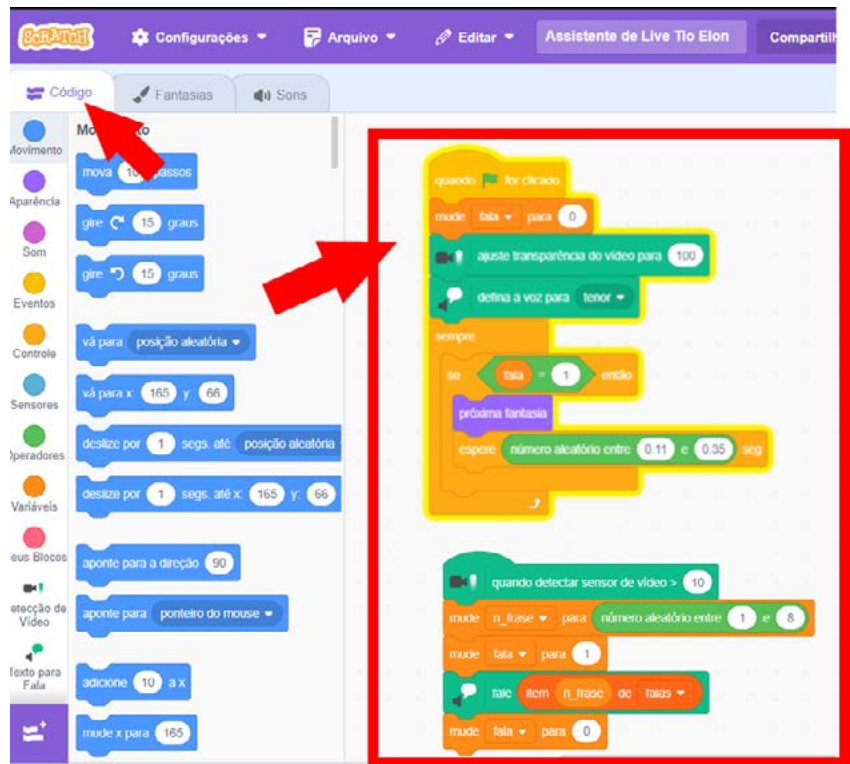 SCRATCH
Configurações
Arquivo
Editar
Assistente de Live Tio Elon
Compartilh
Código
Fantasias
Sons
Movimento
Aparência
Som
Eventos
Controle
Sensores
Operadores
Variáveis
eus Blocos
etecção de
Vídeo
Texto para
Fala
mova 10 passos
gire 15 graus
gire 15 graus
vá para posição aleatória
vá para x: 165 y: 66
deslize por 1 segs. até posição aleatória
deslize por 1 segs. até x: 165 y: 66
aponte para a direção 90
aponte para ponteiro do mouse
adicione 10 a x
mude x para 165
quando for clicado
mude fala para 0
ajuste transparência do vídeo para 100
defina a voz para tenor
sempre
se fala = 1 então
próxima fantasia
espere número aleatório entre 0.11 e 0.35 seg
quando detectar sensor de vídeo > 10
mude n_frase para número aleatório entre 1 e 8
mude fala para 1
fale item n_frase de falas
mude fala para 0